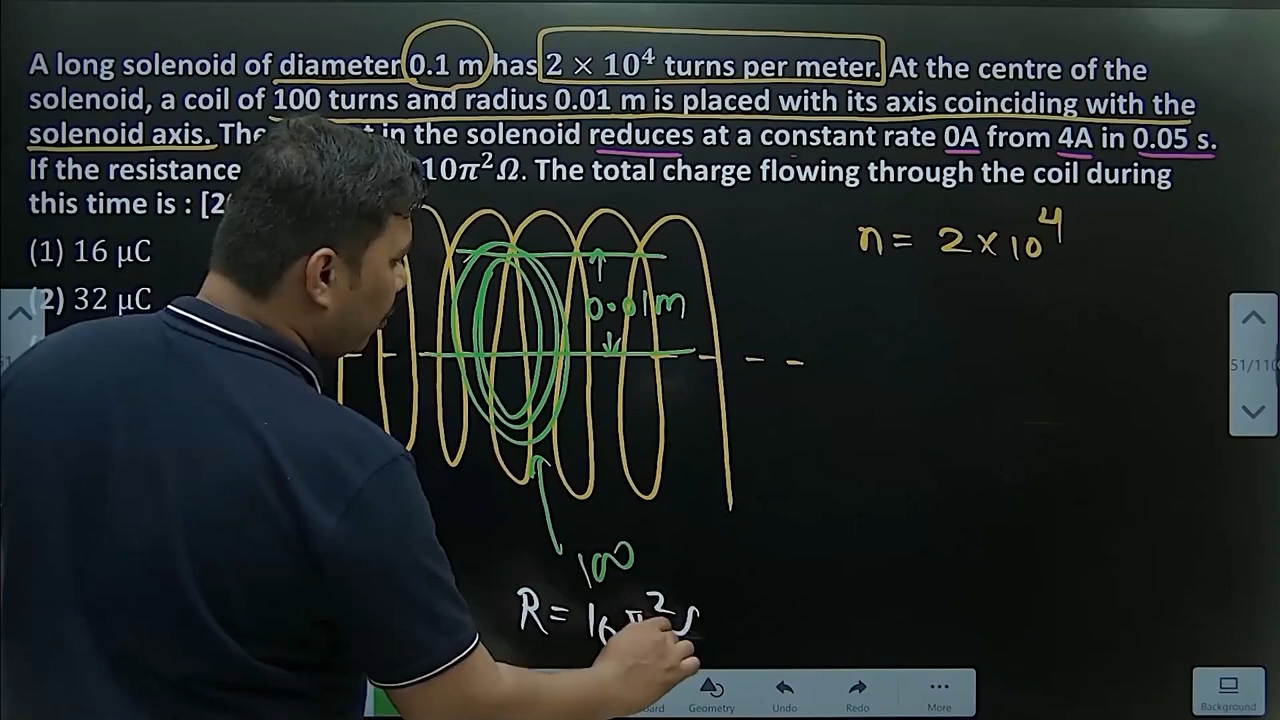 A long solenoid of diameter 0.1 m has 2 × 10⁴ turns per meter. At the centre of the
solenoid, a coil of 100 turns and radius 0.01 m is placed with its axis coinciding with the
solenoid axis. The in the solenoid reduces at a constant rate 0A from 4A in 0.05 s.
If the resistance 10π²Ω. The total charge flowing through the coil during
this time is : [2
(1) 16 μC
(2) 32 μC
n = 2 × 10⁴
0.01m
51/110
100
R = π²
Geometry
Undo
Redo
More
Background